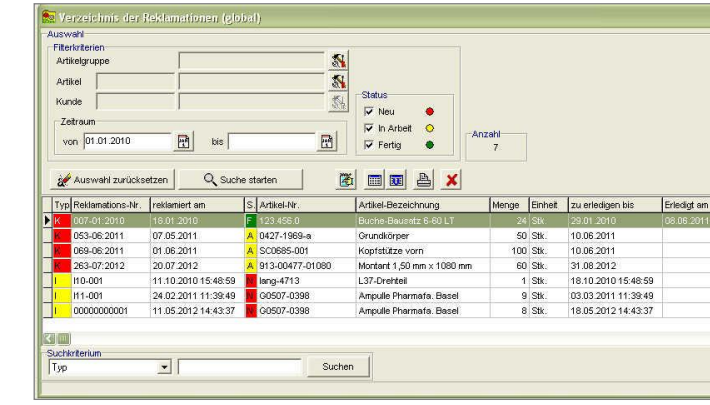 Verzeichnis der Reklamationen (global)
Auswahl
Filterkriterien
Artikelgruppe
Artikel
Kunde
Zeitraum
von 01.01.2010 bis
Status
Neu
In Arbeit
Fertig
Anzahl
7
Auswahl zurücksetzen Suche starten
Typ Reklamations-Nr. reklamiert am S. Artikel-Nr. Artikel-Bezeichnung Menge Einheit zu erledigen bis Erledigt am
K 007-01:2010 18.01.2010 F 123.456.0 Buche-Bausatz 6-60 LT 24 Stk. 29.01.2010 08.06.2011
K 053-06:2011 07.05.2011 A 0427-1969-a Grundkörper 50 Stk. 10.06.2011
K 069-06:2011 01.06.2011 A SC0685-001 Kopfstütze vorn 100 Stk. 10.06.2011
K 263-07:2012 20.07.2012 A 913-00477-01080 Montant 1,50 mm x 1080 mm 60 Stk. 31.08.2012
I I10-001 11.10.2010 15:48:59 N lang-4713 L37-Drehteil 1 Stk. 18.10.2010 15:48:59
I I11-001 24.02.2011 11:39:49 N G0507-0398 Ampulle Pharmafa. Basel 9 Stk. 03.03.2011 11:39:49
I 00000000001 11.05.2012 14:43:37 N G0507-0398 Ampulle Pharmafa. Basel 8 Stk. 18.05.2012 14:43:37
Suchkriterium
Typ Suchen